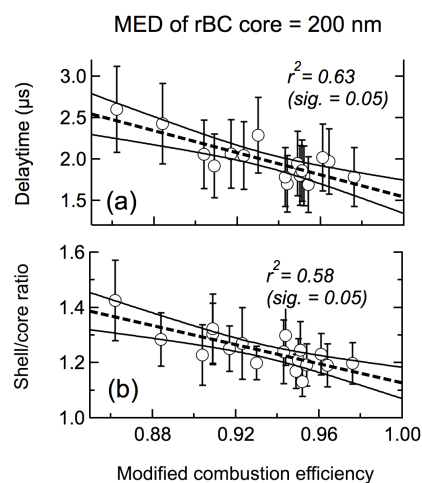 MED of rBC core = 200 nm
Delaytime (μs)
3.0
2.5
2.0
1.5
r² = 0.63
(sig. = 0.05)
(a)
Shell/core ratio
1.6
1.4
1.2
1.0
r² = 0.58
(sig. = 0.05)
(b)
0.88 0.92 0.96 1.00
Modified combustion efficiency